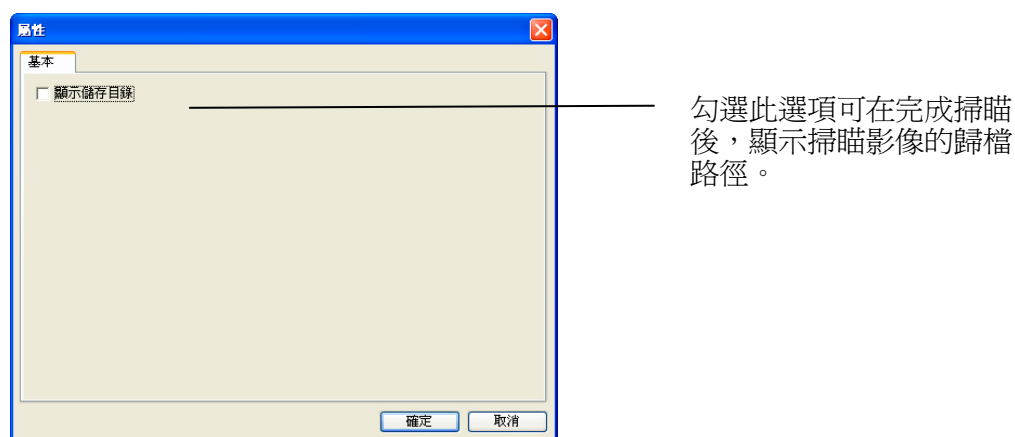 屬性
基本
顯示儲存目錄
勾選此選項可在完成掃瞄
後，顯示掃瞄影像的歸檔
路徑。
確定
取消